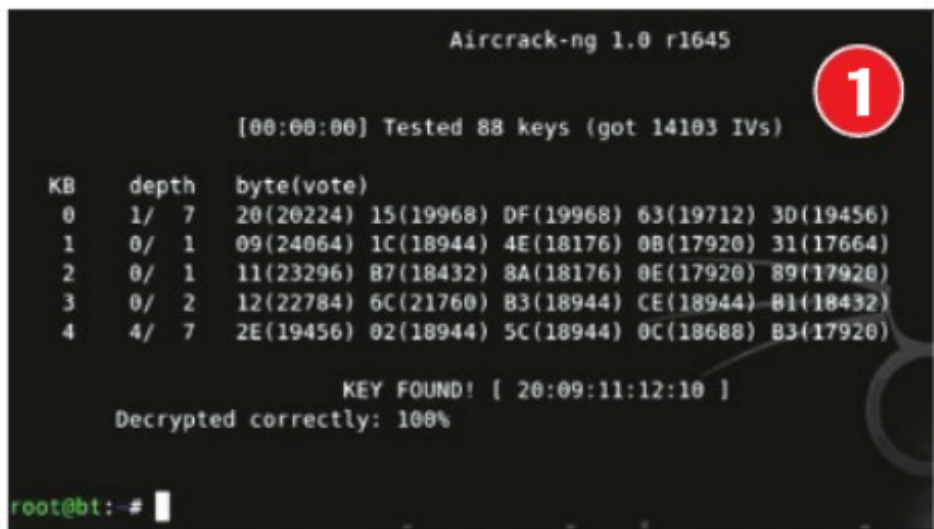 Aircrack-ng 1.0 r1645
1
[00:00:00] Tested 88 keys (got 14103 IVs)
KB depth byte(vote)
0 1/ 7 20(20224) 15(19968) DF(19968) 63(19712) 3D(19456)
1 0/ 1 09(24064) 1C(18944) 4E(18176) 0B(17920) 31(17664)
2 0/ 1 11(23296) B7(18432) 8A(18176) 0E(17920) 89(17920)
3 0/ 2 12(22784) 6C(21760) B3(18944) CE(18944) B1(18432)
4 4/ 7 2E(19456) 02(18944) 5C(18944) 0C(18688) B3(17920)
KEY FOUND! [ 20:09:11:12:10 ]
Decrypted correctly: 100%
root@bt:~#